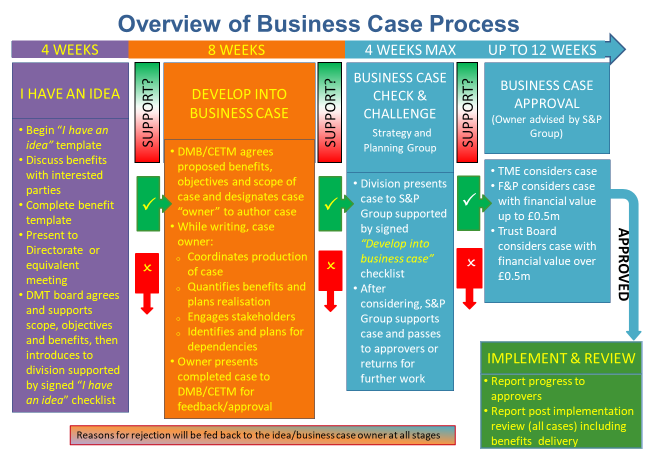 Overview of Business Case Process
4 WEEKS
8 WEEKS
4 WEEKS MAX
UP TO 12 WEEKS
I HAVE AN IDEA
• Begin "I have an
idea" template
• Discuss benefits
with interested
parties
• Complete benefit
template
• Present to
Directorate or
equivalent
meeting
• DMT board agrees
and supports
scope, objectives
and benefits, then
introduces to
division supported
by signed "I have
an idea" checklist
SUPPORT?
✓
×
DEVELOP INTO
BUSINESS CASE
• DMB/CETM agrees
proposed benefits,
objectives and scope of
case and designates case
"owner" to author case
• While writing, case
owner:
o Coordinates production
of case
o Quantifies benefits and
plans realisation
o Engages stakeholders
o Identifies and plans for
dependencies
• Owner presents
completed case to
DMB/CETM for
feedback/approval
SUPPORT?
✓
×
BUSINESS CASE
CHECK &
CHALLENGE
Strategy and
Planning Group
• Division presents
case to S&P
Group supported
by signed
"Develop into
business case"
checklist
• After
considering, S&P
Group supports
case and passes
to approvers or
returns for
further work
SUPPORT?
✓
×
BUSINESS CASE
APPROVAL
(Owner advised by S&P
Group)
• TME considers case
• F&P considers case
with financial value
up to £0.5m
• Trust Board
considers case with
financial value over
£0.5m
APPROVED
IMPLEMENT & REVIEW
• Report progress to
approvers
• Report post implementation
review (all cases) including
benefits delivery
Reasons for rejection will be fed back to the idea/business case owner at all stages